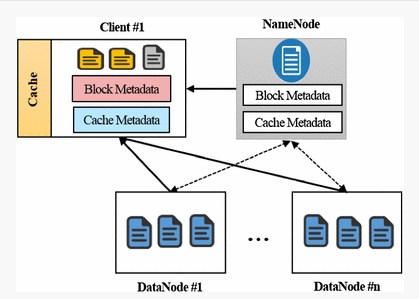 Client #1
NameNode
Cache
Block Metadata
Cache Metadata
Block Metadata
Cache Metadata
...
DataNode #1
DataNode #n